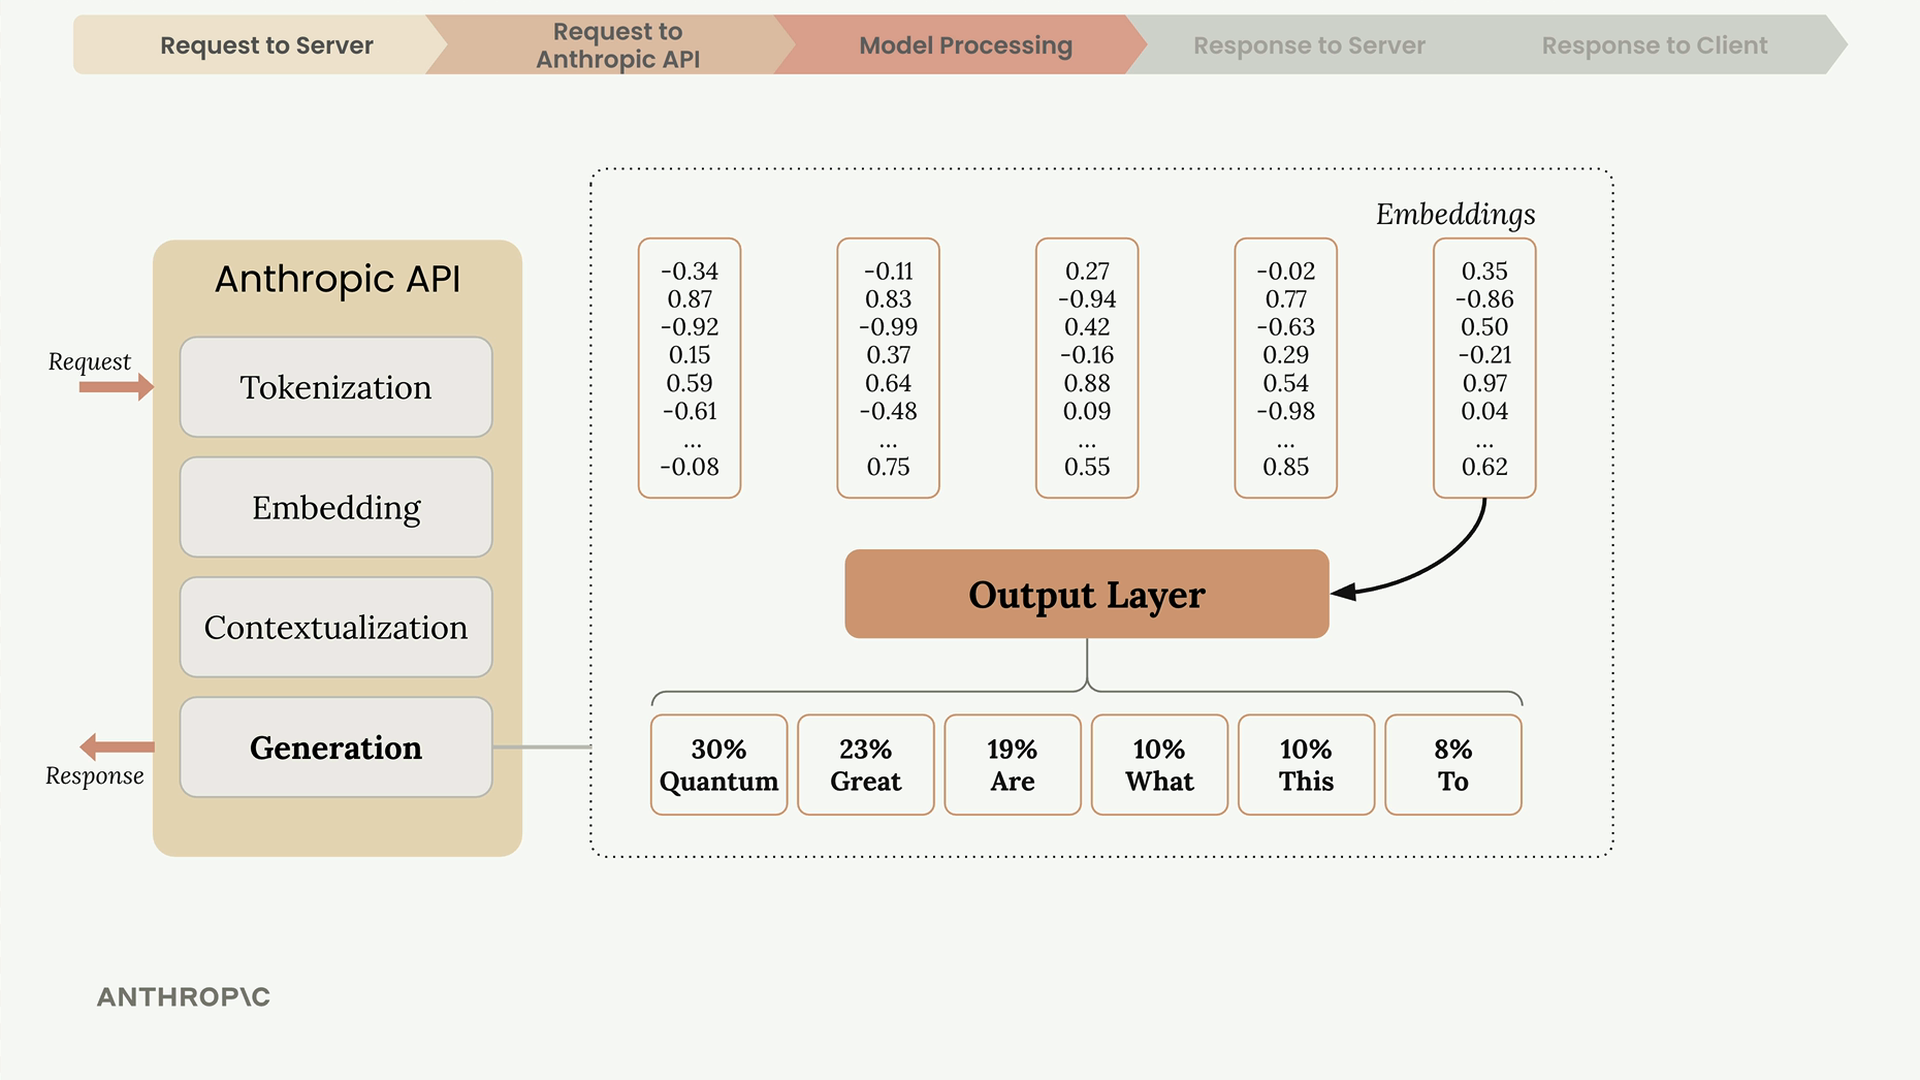 Request to Server
Request to
Anthropic API
Model Processing
Response to Server
Response to Client
Anthropic API
Request
Tokenization
Embedding
Contextualization
Generation
Response
Embeddings
-0.34
0.87
-0.92
0.15
0.59
-0.61
...
-0.08
-0.11
0.83
-0.99
0.37
0.64
-0.48
...
0.75
0.27
-0.94
0.42
-0.16
0.88
0.09
...
0.55
-0.02
0.77
-0.63
0.29
0.54
-0.98
...
0.85
0.35
-0.86
0.50
-0.21
0.97
0.04
...
0.62
Output Layer
30%
Quantum
23%
Great
19%
Are
10%
What
10%
This
8%
To
ANTHROP\C